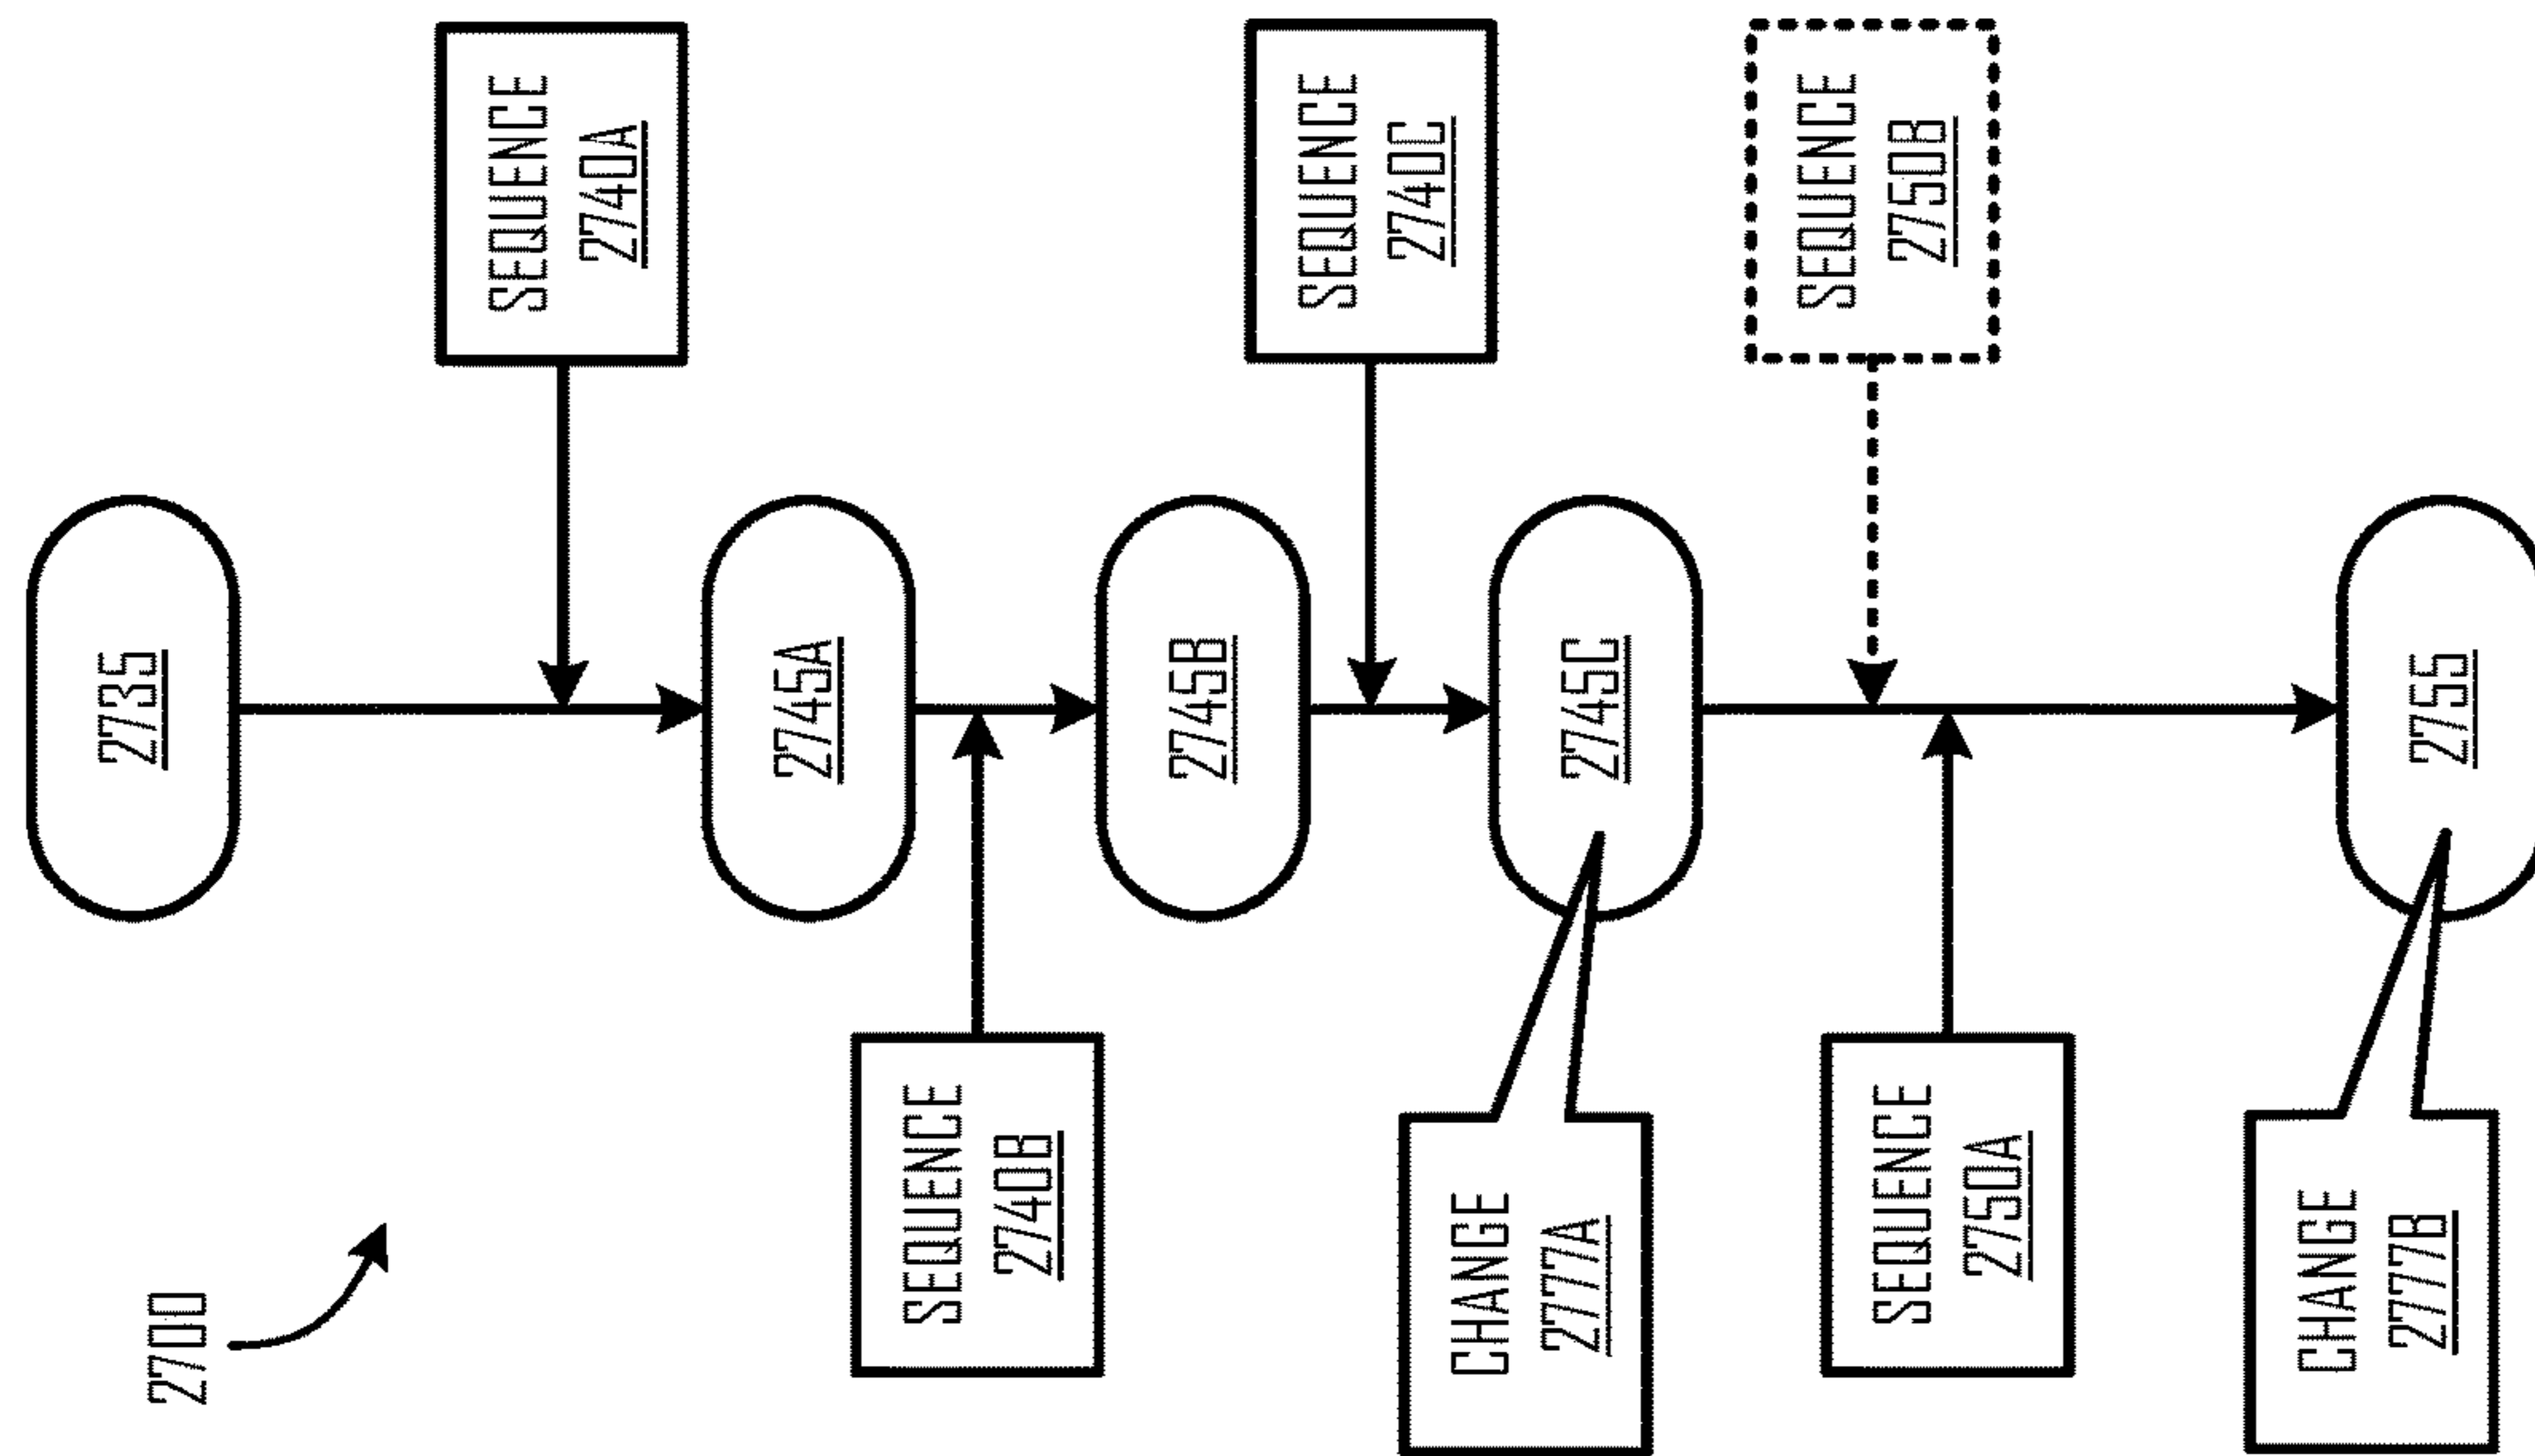 2700
2735
SEQUENCE
2740A
2745A
SEQUENCE
2740B
2745B
SEQUENCE
2740C
CHANGE
2777A
2745C
SEQUENCE
2750B
SEQUENCE
2750A
CHANGE
2777B
2755